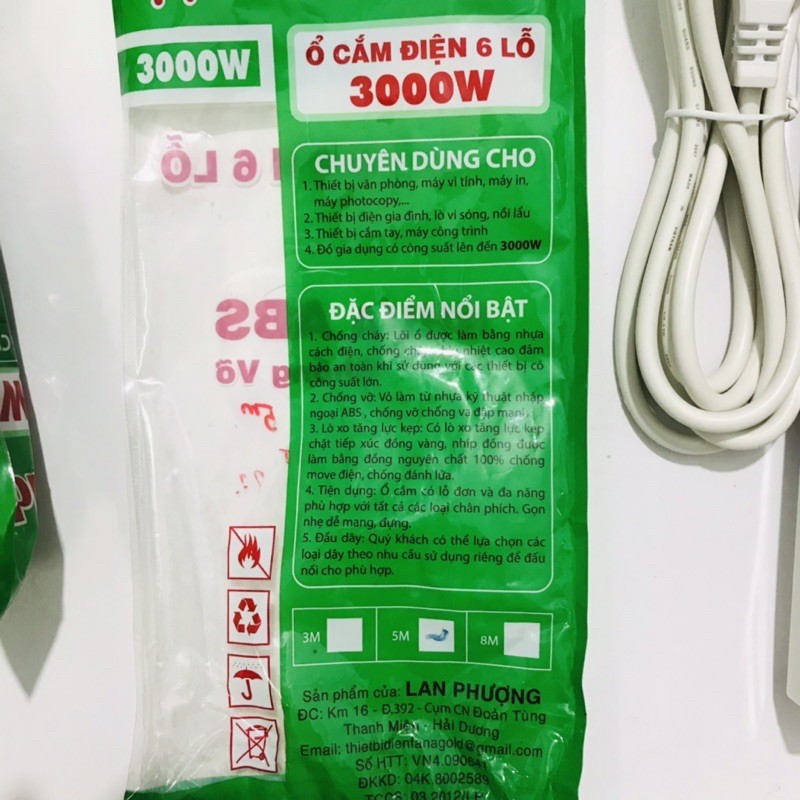 3000W
Ổ CẮM ĐIỆN 6 LỖ
3000W
CHUYÊN DÙNG CHO
1. Thiết bị văn phòng, máy vi tính, máy in,
máy photocopy,...
2. Thiết bị điện gia đình, lò vi sóng, nồi lẩu
3. Thiết bị cầm tay, máy công trình
4. Đồ gia dụng có công suất lên đến 3000W
ĐẶC ĐIỂM NỔI BẬT
1. Chống cháy: Lõi ổ được làm bằng nhựa
cách điện, chống nhiệt cao đảm
bảo an toàn khi sử dụng với các thiết bị có
công suất lớn.
2. Chống vỡ: Vỏ làm từ nhựa kỹ thuật nhập
ngoại ABS, chống vỡ chống va đập mạnh
3. Lò xo tăng lực kẹp: Có lò xo tăng lực kẹp
chặt tiếp xúc đồng vàng, nhíp đồng được
làm bằng đồng nguyên chất 100% chống
move điện, chống đánh lửa.
4. Tiện dụng: Ổ cắm có lỗ đơn và đa năng
phù hợp với tất cả các loại chân phích. Gọn
nhẹ dễ mang, đựng.
5. Đấu dây: Quý khách có thể lựa chọn các
loại dây theo nhu cầu sử dụng riêng để đấu
nối cho phù hợp.
3M 5M 8M
Sản phẩm của: LAN PHƯỢNG
ĐC: Km 16 - Đ.392 - Cụm CN Đoàn Tùng
Thanh Miện - Hải Dương
Email: thietbidienlanagold@gmail.com
Số HTT: VN4.090641
ĐKKD: 04K.8002589